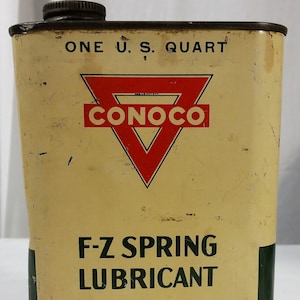 ONE U. S. QUART
CONOCO
F-Z SPRING
LUBRICANT